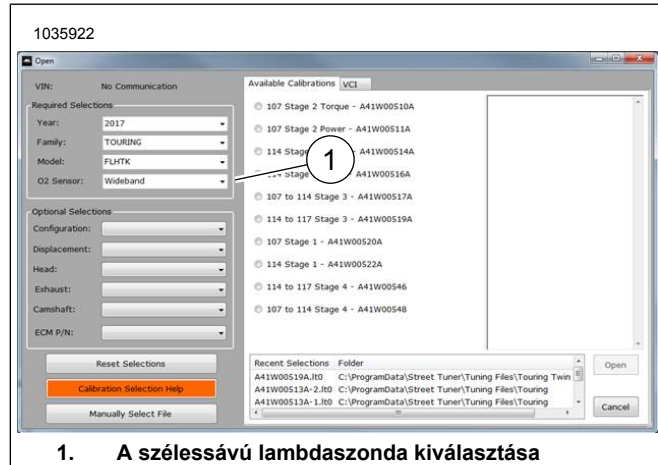 1035922
Open
VIN: No Communication
Required Selections
Year: 2017
Family: TOURING
Model: FLHTK
O2 Sensor: Wideband
Optional Selections
Configuration:
Displacement:
Head:
Exhaust:
Camshaft:
ECM P/N:
Reset Selections
Calibration Selection Help
Manually Select File
Available Calibrations VCI
107 Stage 2 Torque - A41W00510A
107 Stage 2 Power - A41W00511A
114 Stage A41W00514A
Stage A41W00516A
107 to 114 Stage 3 - A41W00517A
114 to 117 Stage 3 - A41W00519A
107 Stage 1 - A41W00520A
114 Stage 1 - A41W00522A
114 to 117 Stage 4 - A41W00546
107 to 114 Stage 4 - A41W00548
1
Recent Selections Folder
A41W00519A.lt0 C:\ProgramData\Street Tuner\Tuning Files\Touring Twin
A41W00513A-2.lt0 C:\ProgramData\Street Tuner\Tuning Files\Touring
A41W00513A-1.lt0 C:\ProgramData\Street Tuner\Tuning Files\Touring
Open
Cancel
1. A szélessávú lambdaszonda kiválasztása